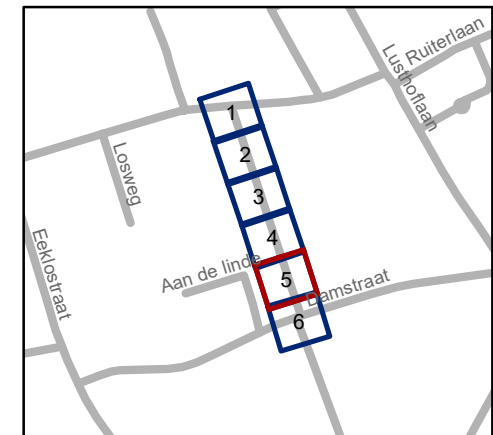 Ruiterlaan
Lusthoflaan
1
2
Losweg
3
4
Eeklostraat
Aan de linde
5
Damstraat
6